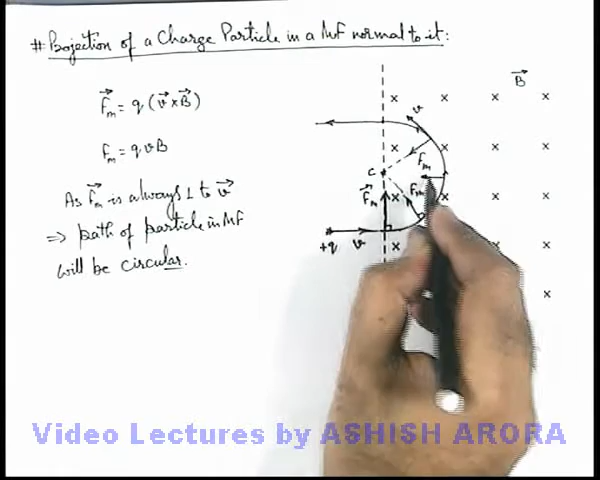 # Projection of a Charge Particle in a MF normal to it:
F⃗m = q (v⃗ × B⃗)
Fm = qvB
As F⃗m is always ⊥ to v⃗
⇒ path of particle in MF
will be circular.
B⃗
× × × ×
v
× × × ×
Fm
C
F⃗m × Fm × × ×
+q v × × ×
×
Video Lectures by ASHISH ARORA